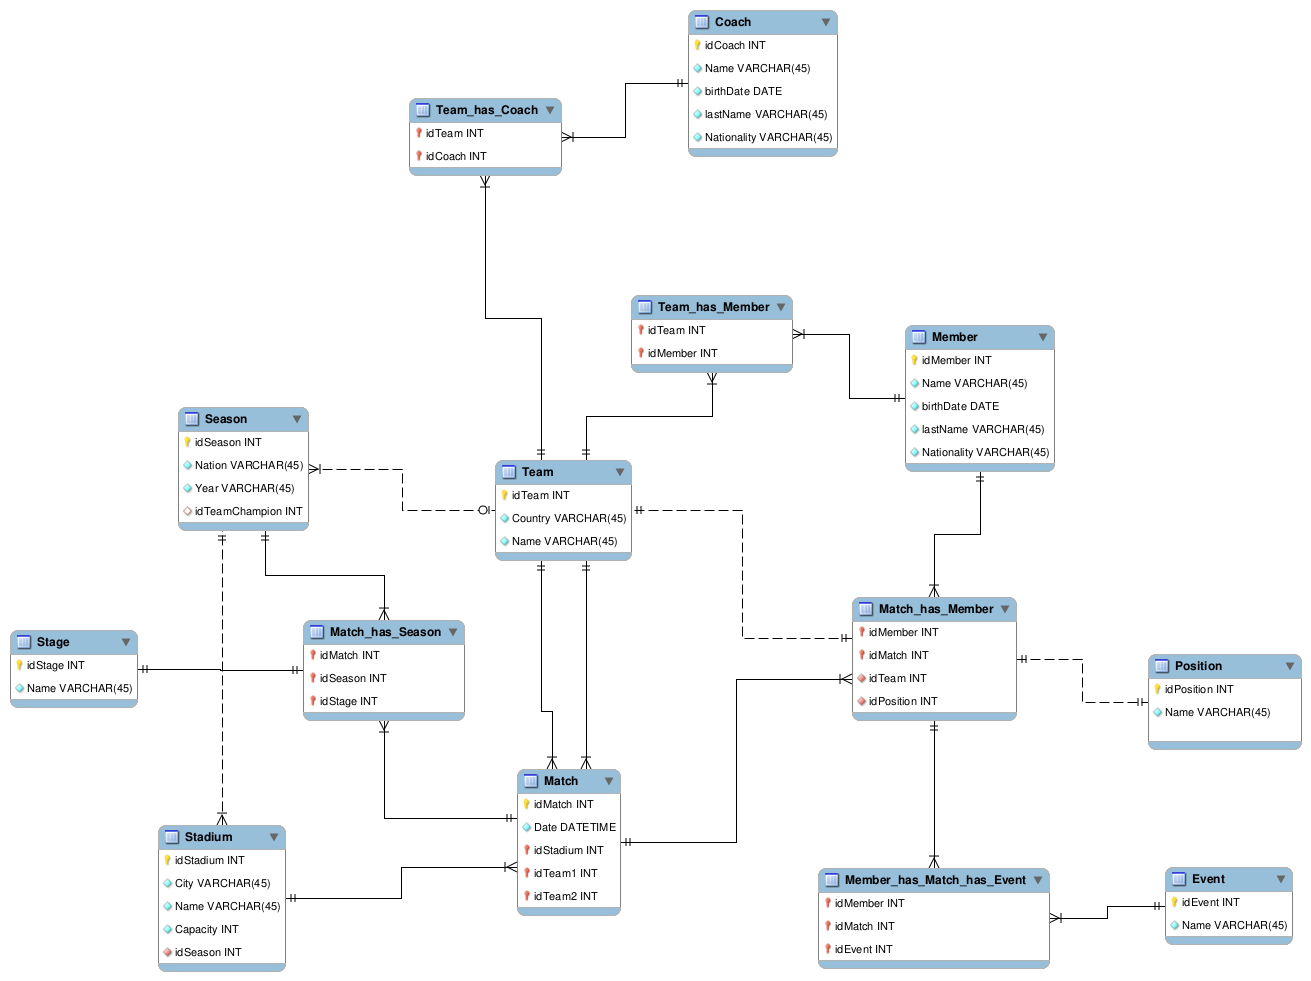 Coach
idCoach INT
Name VARCHAR(45)
birthDate DATE
lastName VARCHAR(45)
Nationality VARCHAR(45)
Team_has_Coach
idTeam INT
idCoach INT
Team_has_Member
idTeam INT
idMember INT
Member
idMember INT
Name VARCHAR(45)
birthDate DATE
lastName VARCHAR(45)
Nationality VARCHAR(45)
Season
idSeason INT
Nation VARCHAR(45)
Year VARCHAR(45)
idTeamChampion INT
Team
idTeam INT
Country VARCHAR(45)
Name VARCHAR(45)
Stage
idStage INT
Name VARCHAR(45)
Match_has_Season
idMatch INT
idSeason INT
idStage INT
Match_has_Member
idMember INT
idMatch INT
idTeam INT
idPosition INT
Position
idPosition INT
Name VARCHAR(45)
Match
idMatch INT
Date DATETIME
idStadium INT
idTeam1 INT
idTeam2 INT
Stadium
idStadium INT
City VARCHAR(45)
Name VARCHAR(45)
Capacity INT
idSeason INT
Member_has_Match_has_Event
idMember INT
idMatch INT
idEvent INT
Event
idEvent INT
Name VARCHAR(45)